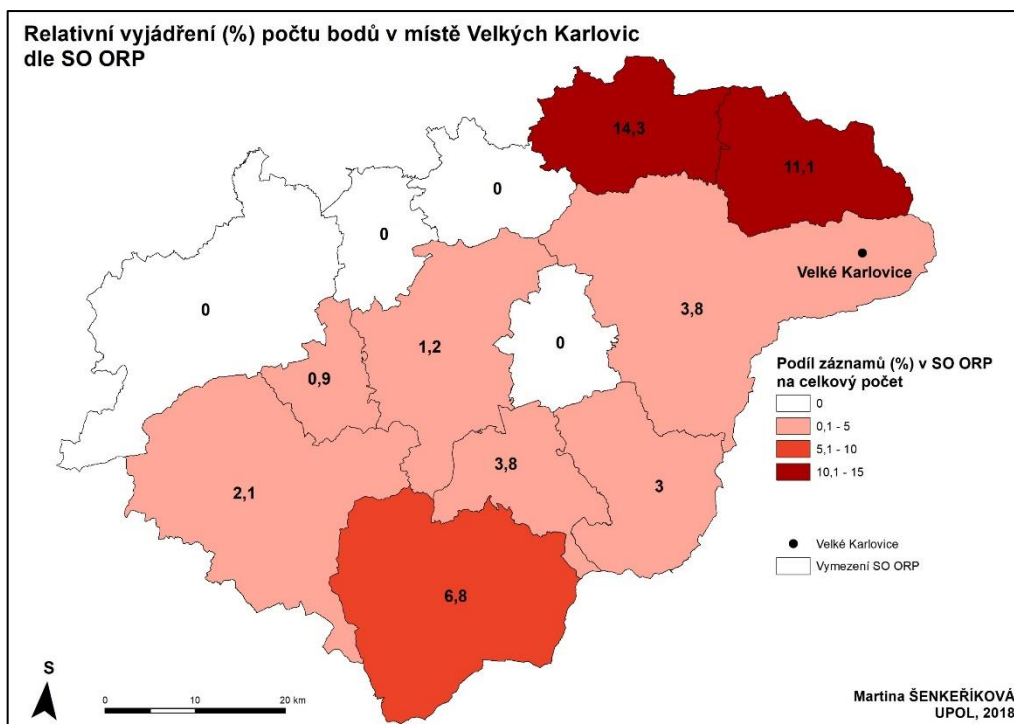 Relativní vyjádření (%) počtu bodů v místě Velkých Karlovic
dle SO ORP
14,3
11,1
0
0
Velké Karlovice
0
3,8
1,2
0
0,9
Podíl záznamů (%) v SO ORP
na celkový počet
0
0,1 - 5
5,1 - 10
10,1 - 15
3,8
3
2,1
Velké Karlovice
Vymezení SO ORP
6,8
S
0 10 20 km
Martina ŠENKEŘÍKOVÁ
UPOL, 2018